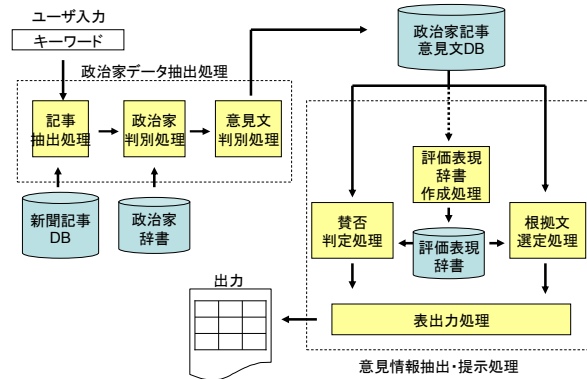 ユーザ入力
キーワード
政治家データ抽出処理
記事
抽出処理
政治家
判別処理
意見文
判別処理
新聞記事
DB
政治家
辞書
政治家記事
意見文DB
評価表現
辞書
作成処理
賛否
判定処理
評価表現
辞書
根拠文
選定処理
出力
表出力処理
意見情報抽出・提示処理